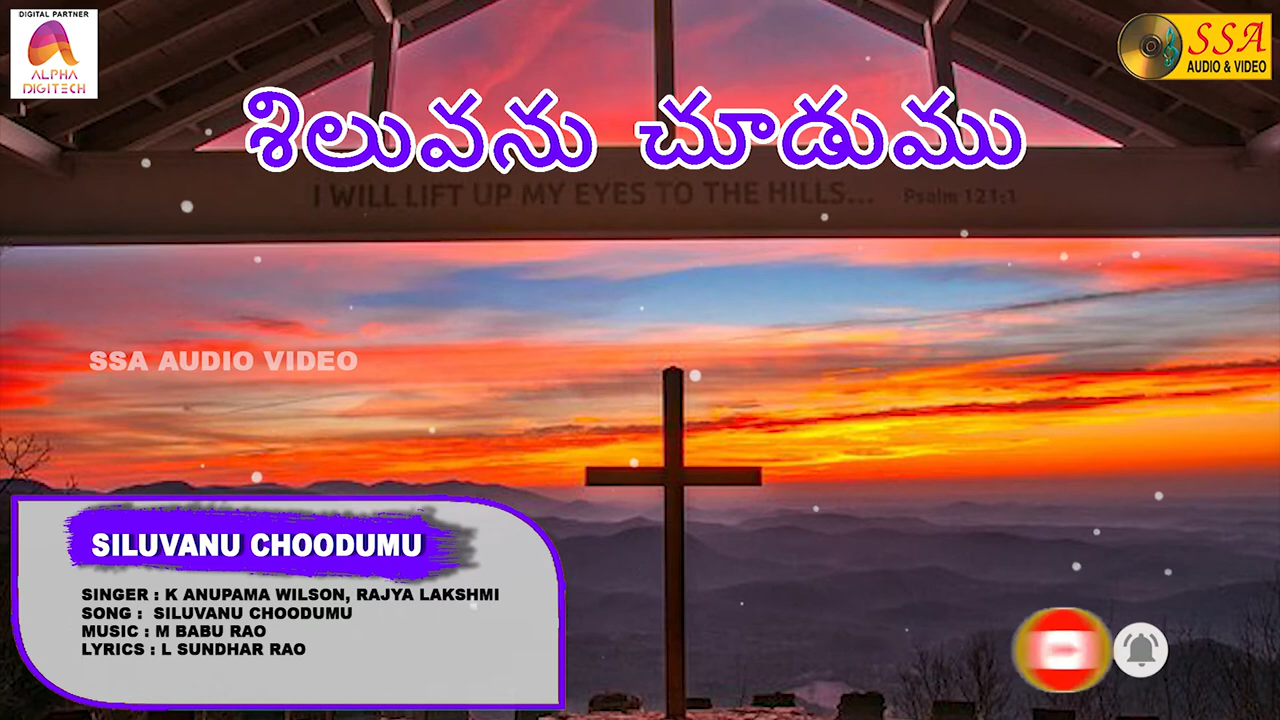 DIGITAL PARTNER
ALPHA
DIGITECH
SSA
AUDIO & VIDEO
శిలువను చూడుము
I WILL LIFT UP MY EYES TO THE HILLS... Psalm 121:1
SSA AUDIO VIDEO
SILUVANU CHOODUMU
SINGER : K ANUPAMA WILSON, RAJYA LAKSHMI
SONG : SILUVANU CHOODUMU
MUSIC : M BABU RAO
LYRICS : L SUNDHAR RAO